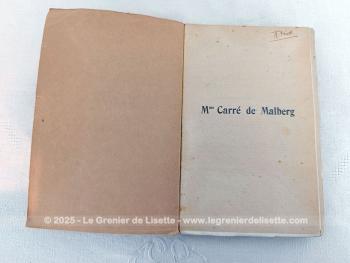 Mme Carré de Malberg
©2025 - Le Grenier de Lisette - www.legrenierdelisette.com